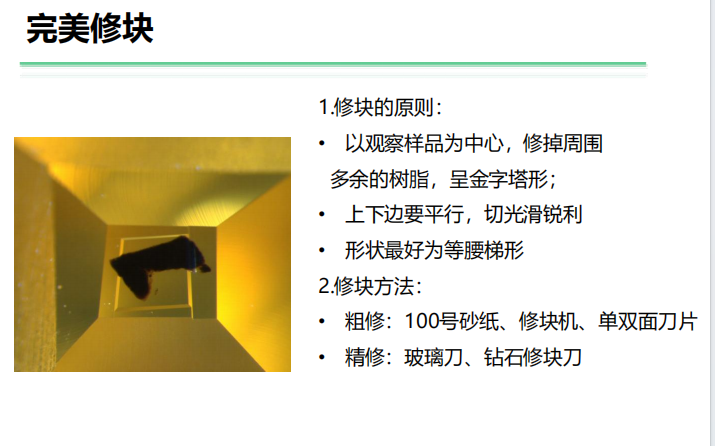 完美修块
1.修块的原则：
• 以观察样品为中心，修掉周围
多余的树脂，呈金字塔形；
• 上下边要平行，切光滑锐利
• 形状最好为等腰梯形
2.修块方法：
• 粗修：100号砂纸、修块机、单双面刀片
• 精修：玻璃刀、钻石修块刀